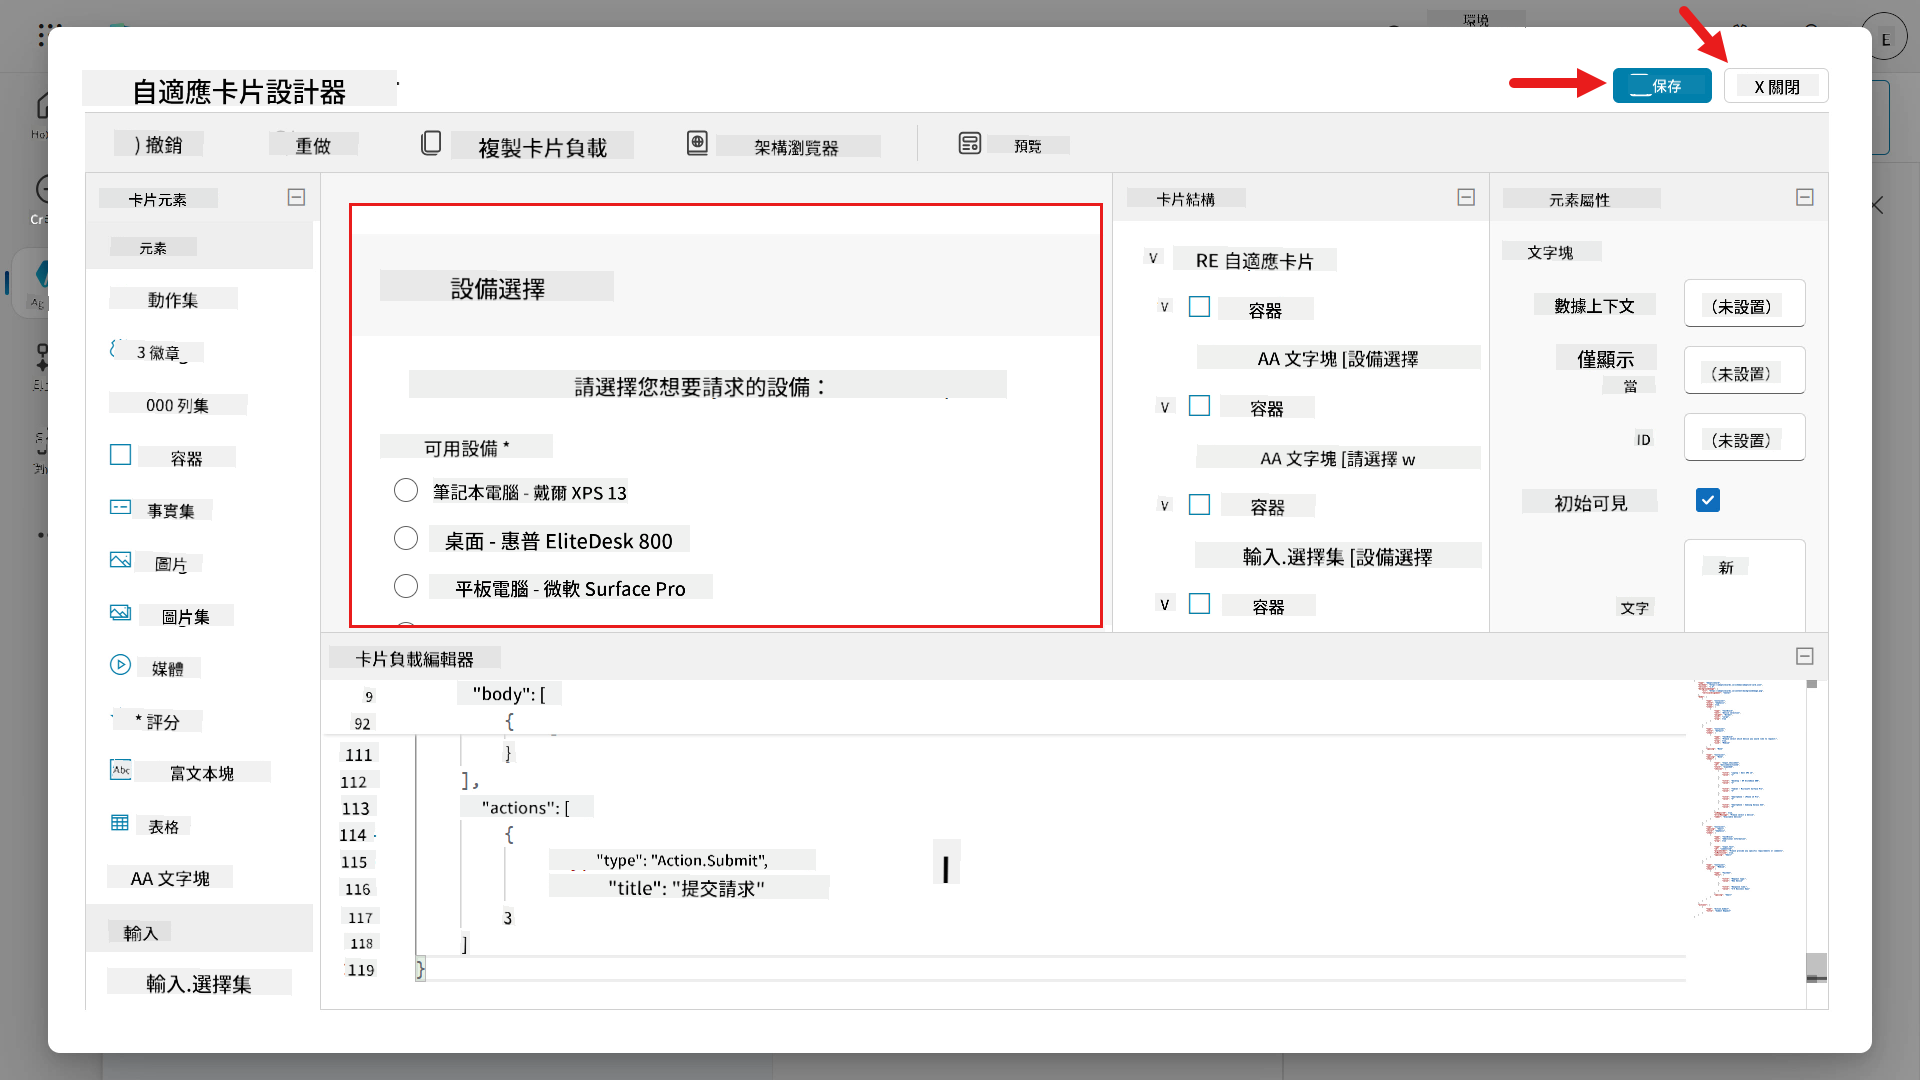 環境
E
自適應卡片設計器
保存
X 關閉
) 撤銷
重做
複製卡片負載
架構瀏覽器
預覽
卡片元素
元素
動作集
3 徽章
000 列集
容器
事實集
圖片
圖片集
媒體
* 評分
Abc 富文本塊
表格
AA 文字塊
輸入
輸入.選擇集
設備選擇
請選擇您想要請求的設備：
可用設備 *
筆記本電腦 - 戴爾 XPS 13
桌面 - 惠普 EliteDesk 800
平板電腦 - 微軟 Surface Pro
卡片結構
V RE 自適應卡片
V 容器
AA 文字塊 [設備選擇
V 容器
AA 文字塊 [請選擇 w
V 容器
輸入.選擇集 [設備選擇
V 容器
元素屬性
文字塊
數據上下文 （未設置）
僅顯示
當 （未設置）
ID （未設置）
初始可見
新
文字
卡片負載編輯器
9 "body": [
92 {
111 }
112 ],
113 "actions": [
114 {
115 "type": "Action.Submit",
116 "title": "提交請求"
117 3
118 ]
119 }